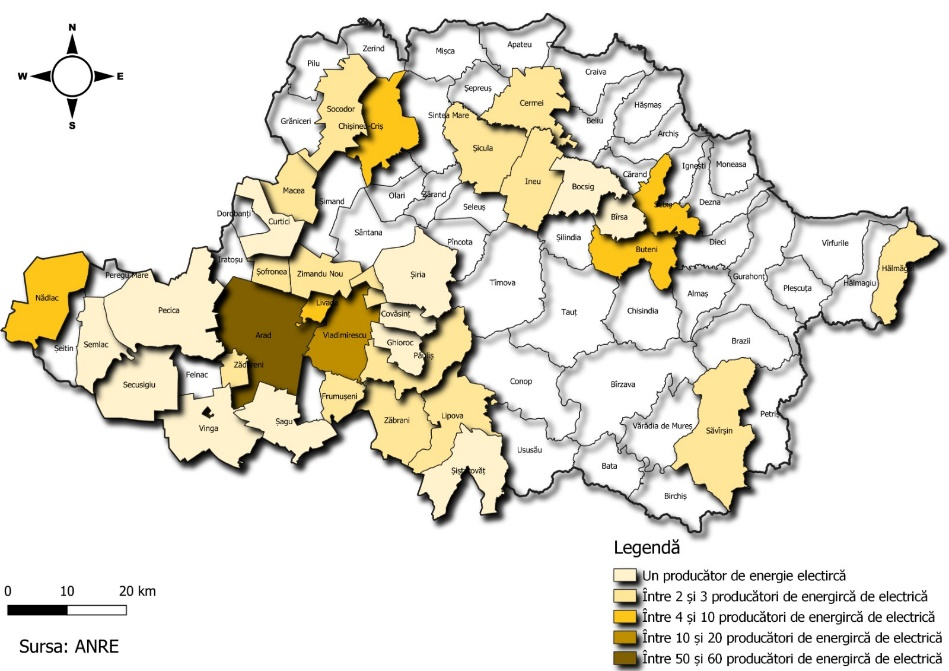 N
W E
S
Zerind
Mișca
Apateu
Pilu
Craiva
Șepreuș
Socodor
Cermei
Hășmaș
Grăniceri
Chișineu-Criș
Sintea Mare
Beliu
Archiș
Șicula
Ignești
Moneasa
Cărand
Ineu
Bocsig
Macea
Olari
Zărand
Simand
Sebiș
Dezna
Seleuș
Dorobanți
Curtici
Bîrsa
Sântana
Șilindia
Pîncota
Dieci
Vîrfurile
Buteni
Iratoșu
Șofronea
Zimandu Nou
Șiria
Hălmăgel
Peregu Mare
Gurahonț
Hălmagiu
Tîrnova
Pleșcuța
Nădlac
Almaș
Livada
Pecica
Covăsinț
Tauț
Chisindia
Arad
Vladimirescu
Brazii
Ghioroc
Semlac
Șeitin
Păuliș
Zădăreni
Felnac
Secusigiu
Conop
Bîrzava
Frumușeni
Petriș
Lipova
Zăbrani
Șagu
Vinga
Vărădia de Mureș
Săvîrșin
Ususău
Bata
Șiștarovăț
Birchiș
Legendă
Un producător de energie electircă
Între 2 și 3 producători de energircă de electrică
Între 4 și 10 producători de energircă de electrică
Între 10 și 20 producători de energircă de electrică
Între 50 și 60 producători de energircă de electrică
0 10 20 km
Sursa: ANRE